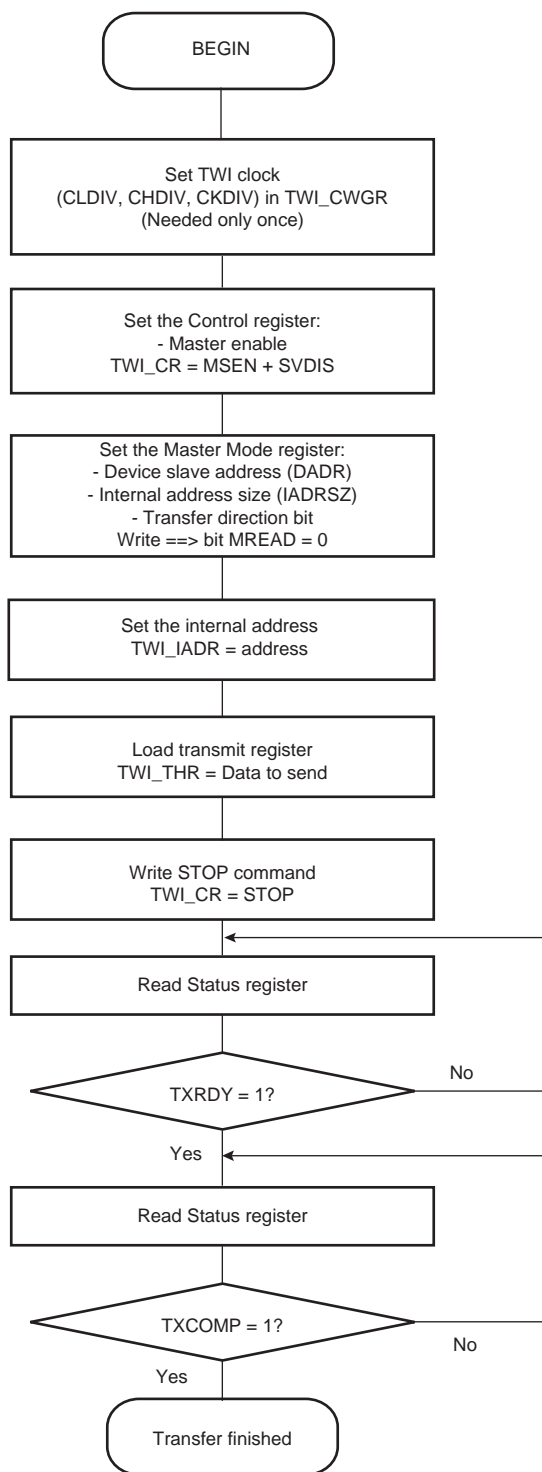 BEGIN
Set TWI clock
(CLDIV, CHDIV, CKDIV) in TWI_CWGR
(Needed only once)
Set the Control register:
- Master enable
TWI_CR = MSEN + SVDIS
Set the Master Mode register:
- Device slave address (DADR)
- Internal address size (IADRSZ)
- Transfer direction bit
Write ==> bit MREAD = 0
Set the internal address
TWI_IADR = address
Load transmit register
TWI_THR = Data to send
Write STOP command
TWI_CR = STOP
Read Status register
No
TXRDY = 1?
Yes
Read Status register
TXCOMP = 1?
No
Yes
Transfer finished